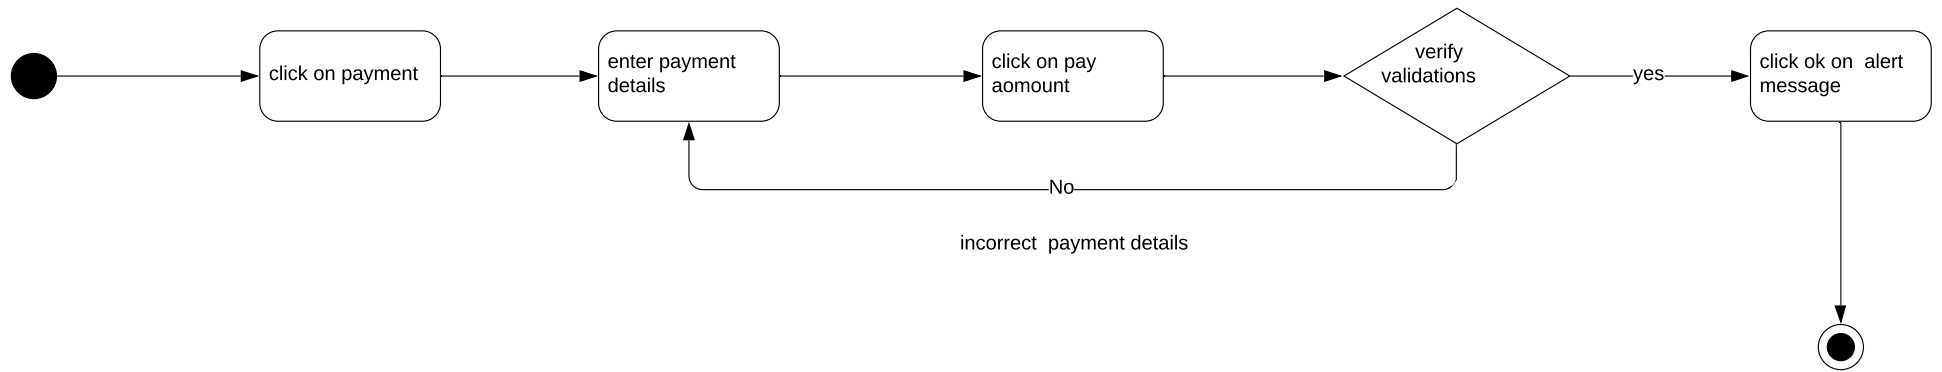 click on payment
enter payment
details
click on pay
aomount
verify
validations
yes
click ok on  alert
message
No
incorrect  payment details